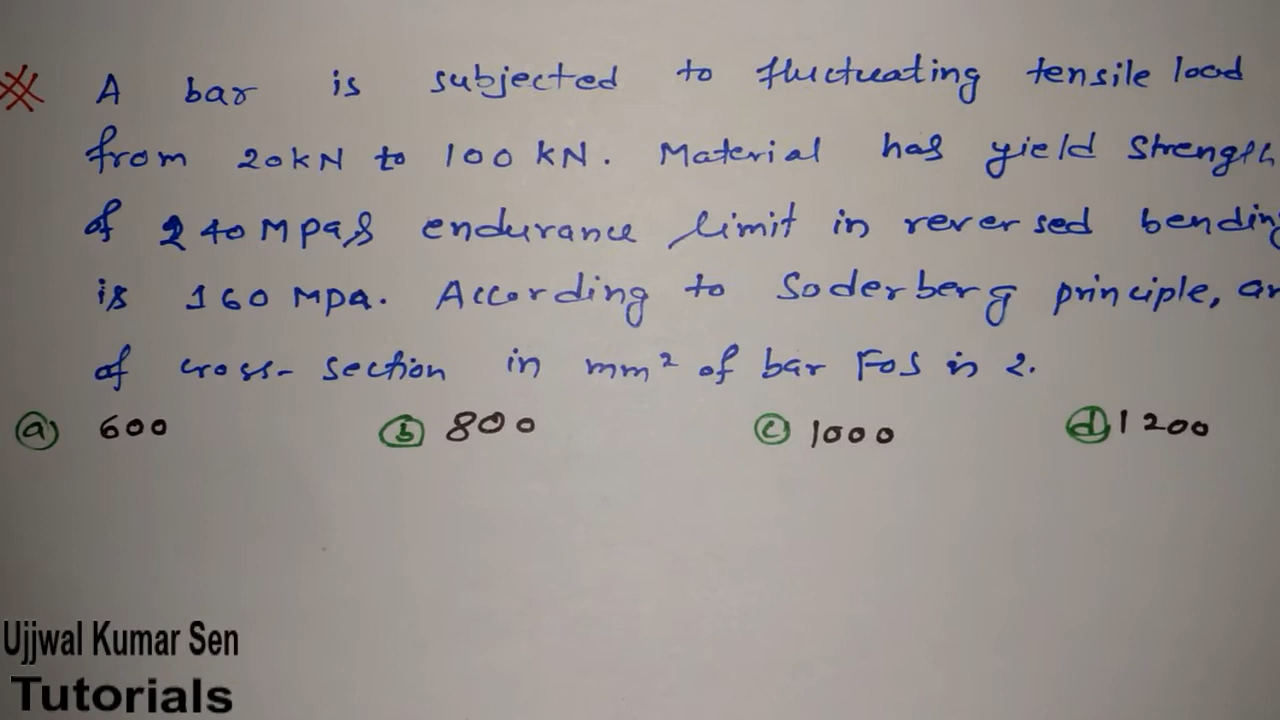 A bar is subjected to fluctuating tensile load
from 20kN to 100 kN. Material has yield strength
of 240 Mpa & endurance limit in reversed bending
is 160 Mpa. According to Soderberg principle, ar
of cross-section in mm² of bar FoS is 2.
(a) 600 (b) 800 (c) 1000 (d) 1200
Ujjwal Kumar Sen
Tutorials